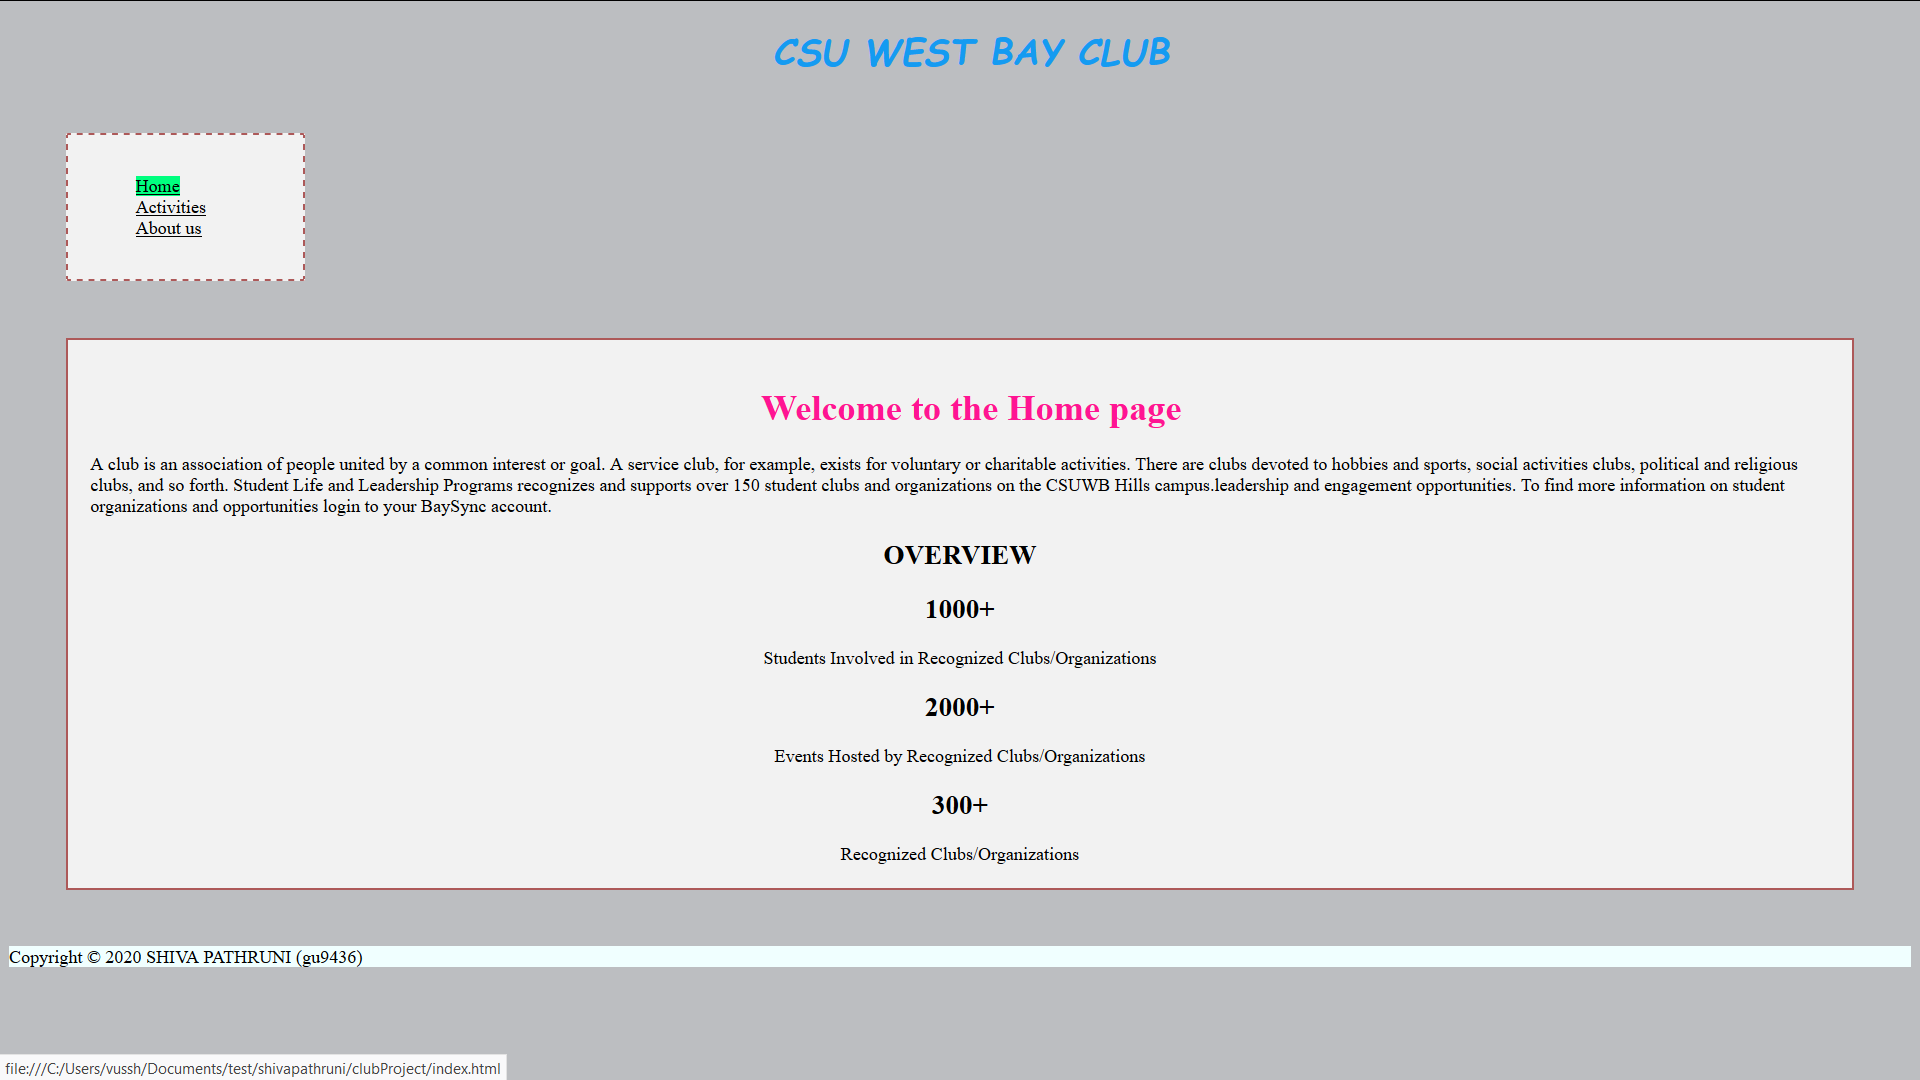 CSU WEST BAY CLUB
Home
Activities
About us
Welcome to the Home page
A club is an association of people united by a common interest or goal. A service club, for example, exists for voluntary or charitable activities. There are clubs devoted to hobbies and sports, social activities clubs, political and religious
clubs, and so forth. Student Life and Leadership Programs recognizes and supports over 150 student clubs and organizations on the CSUWB Hills campus.leadership and engagement opportunities. To find more information on student
organizations and opportunities login to your BaySync account.
OVERVIEW
1000+
Students Involved in Recognized Clubs/Organizations
2000+
Events Hosted by Recognized Clubs/Organizations
300+
Recognized Clubs/Organizations
Copyright © 2020 SHIVA PATHRUNI (gu9436)
file:///C:/Users/vussh/Documents/test/shivapathruni/clubProject/index.html